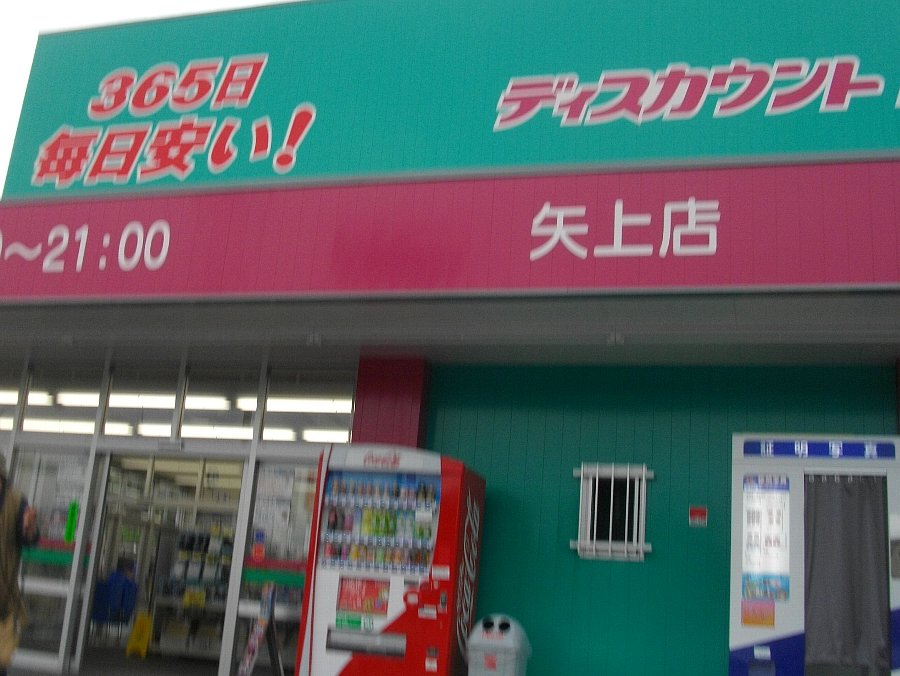 365日
毎日安い!
ディスカウント
～21:00
矢上店
Coca-Cola
証明写真